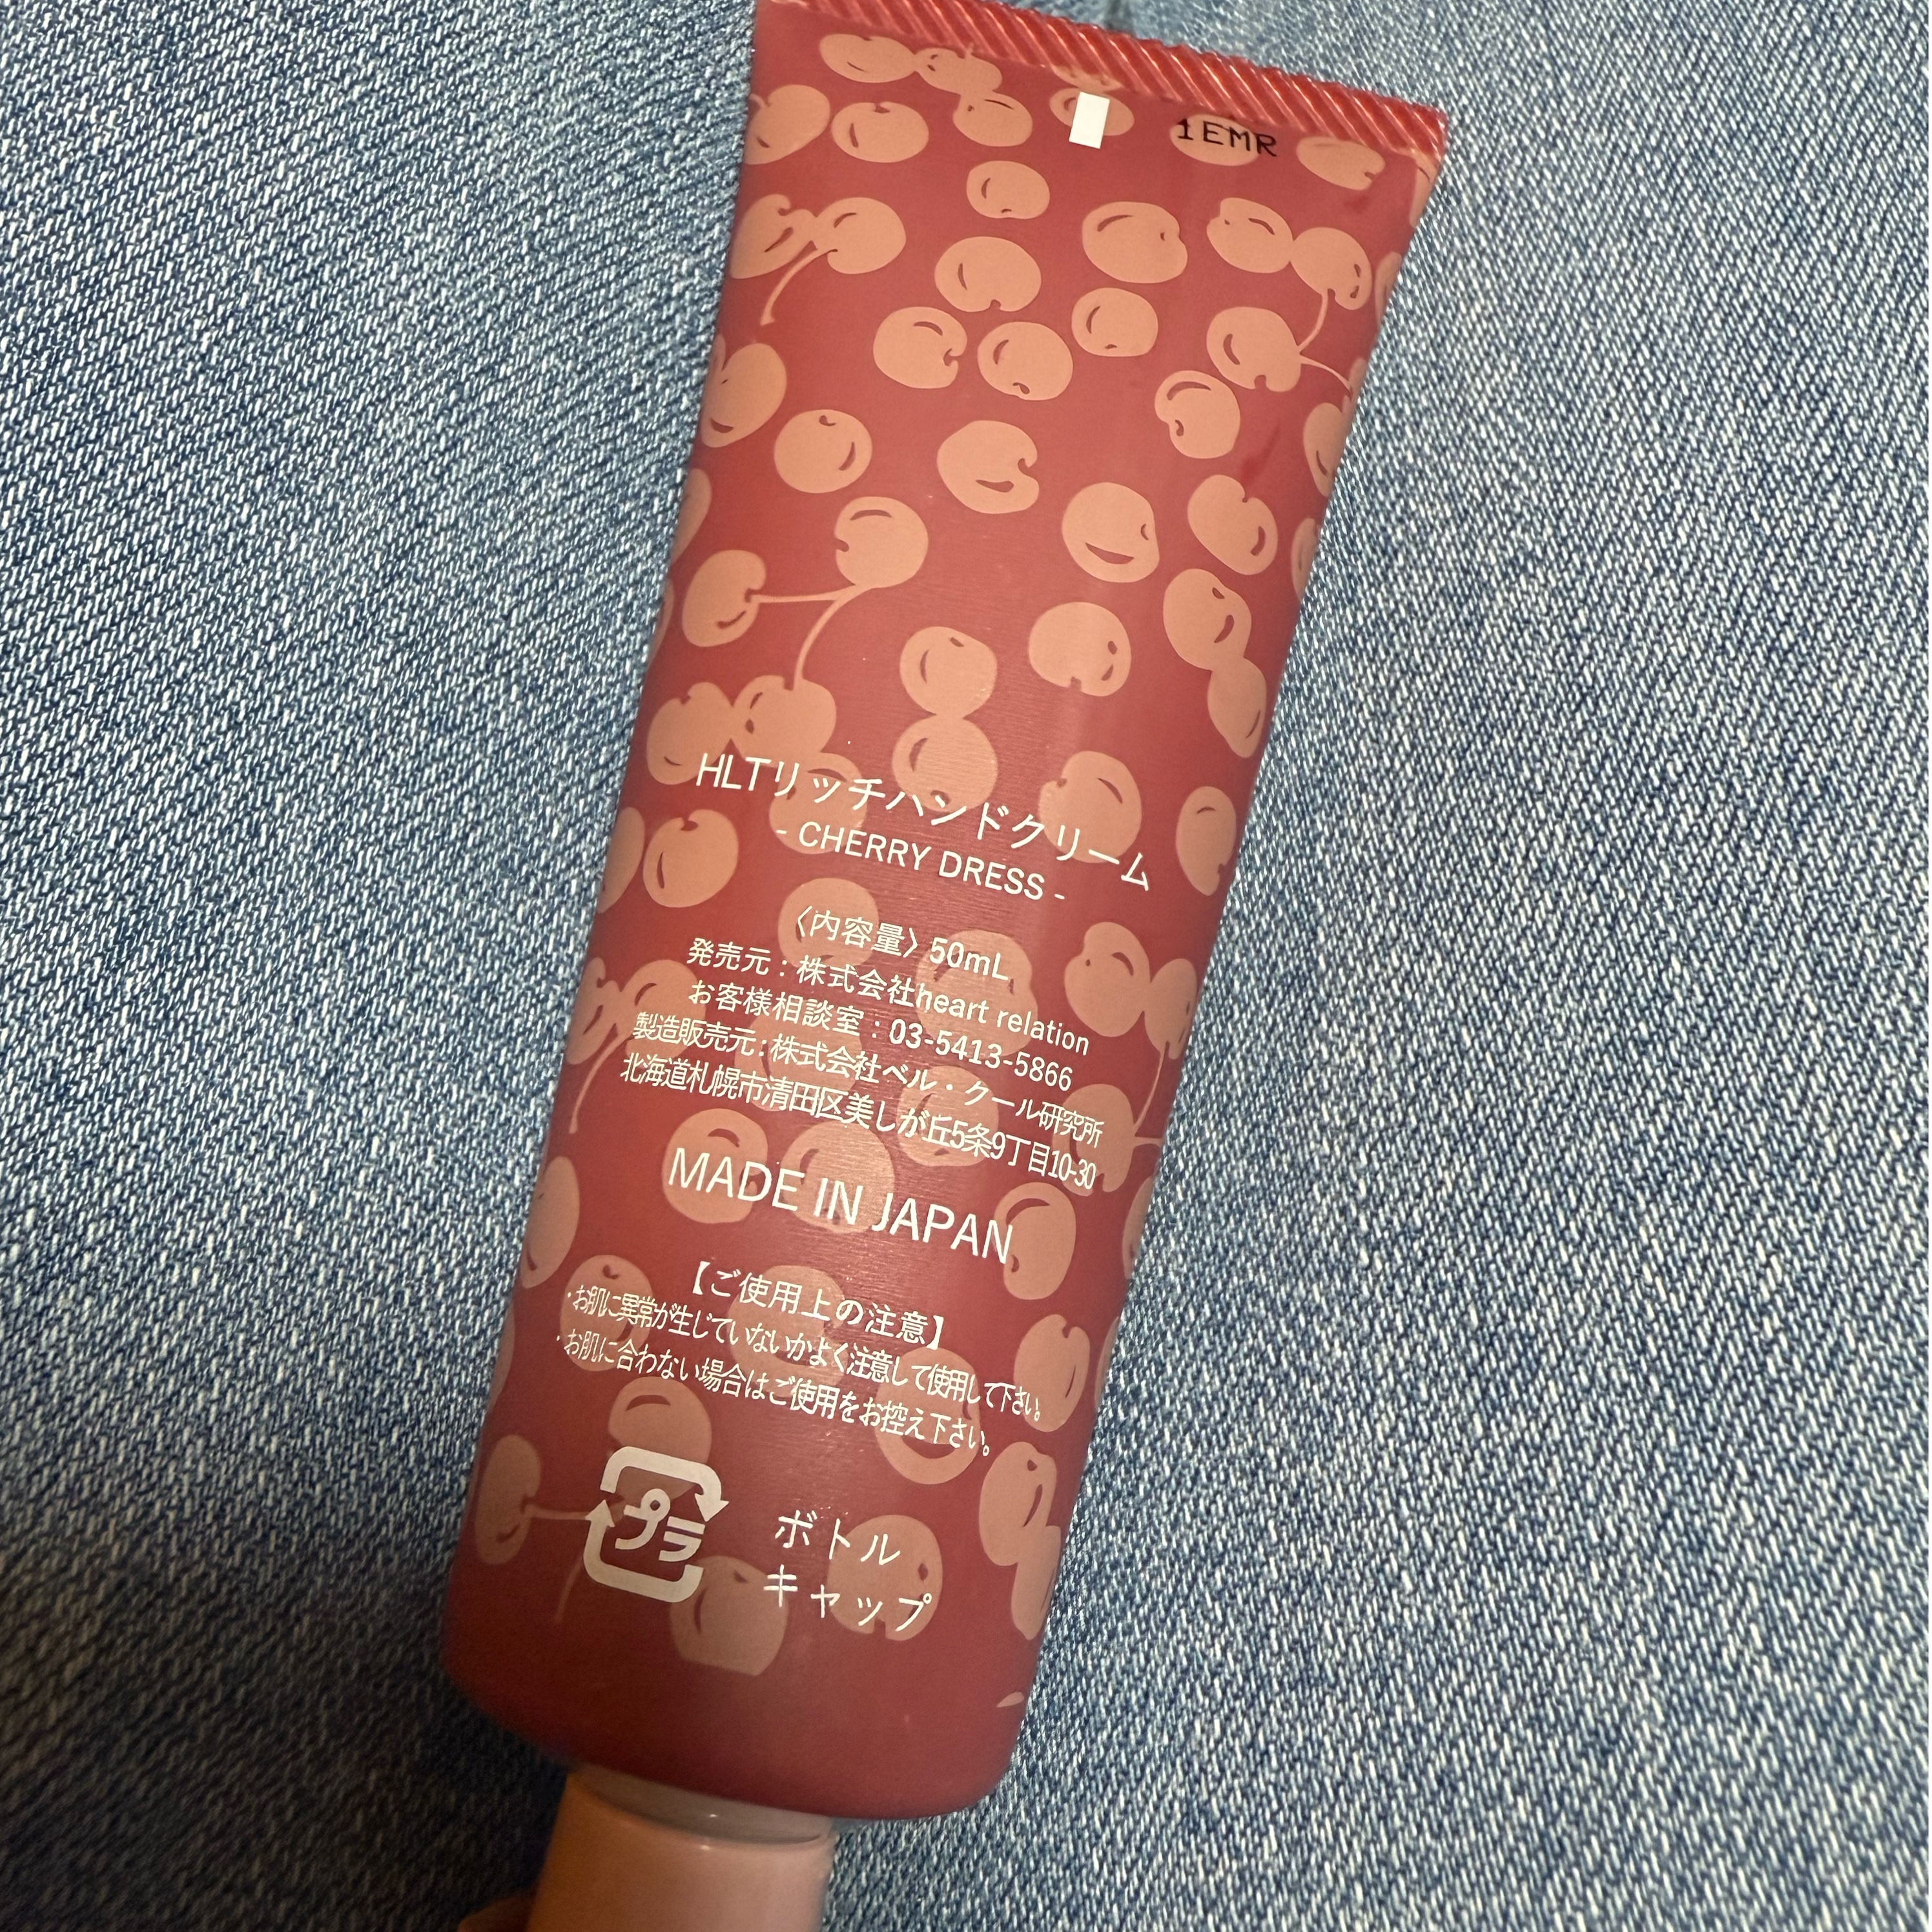 1EMR
HLTリッチハンドクリーム
- CHERRY DRESS -
〈内容量〉50mL
発売元：株式会社heart relation
お客様相談室：03-5413-5866
製造販売元：株式会社ベル・クール研究所
北海道札幌市清田区美しが丘5条9丁目10-30
MADE IN JAPAN
【ご使用上の注意】
・お肌に異常が生じていないかよく注意して使用して下さい。
・お肌に合わない場合はご使用をお控え下さい。
プラ
ボトル
キャップ